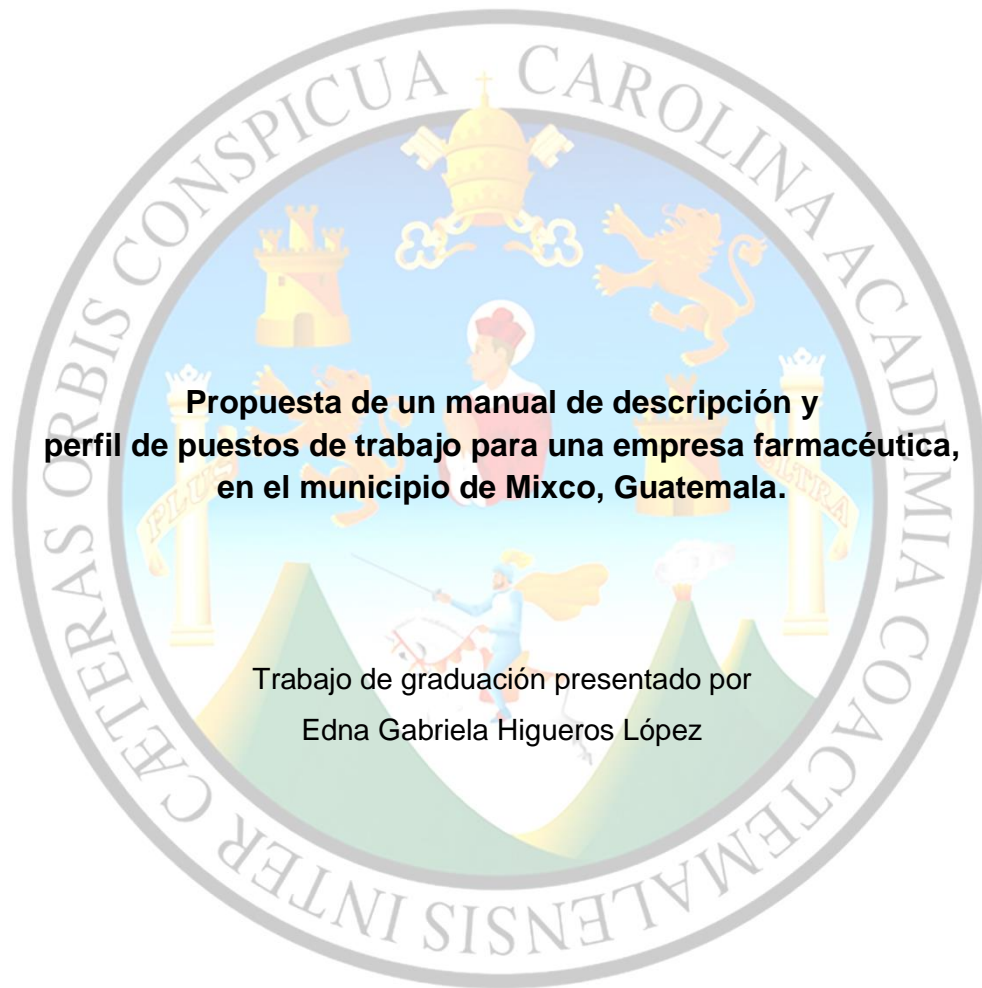 CAROLINA ACADEMIA COACTEMALENSIS INTER CÆTERAS ORBIS CONSPICUA
PLUS
ULTRA
Propuesta de un manual de descripción y
perfil de puestos de trabajo para una empresa farmacéutica,
en el municipio de Mixco, Guatemala.
Trabajo de graduación presentado por
Edna Gabriela Higueros López